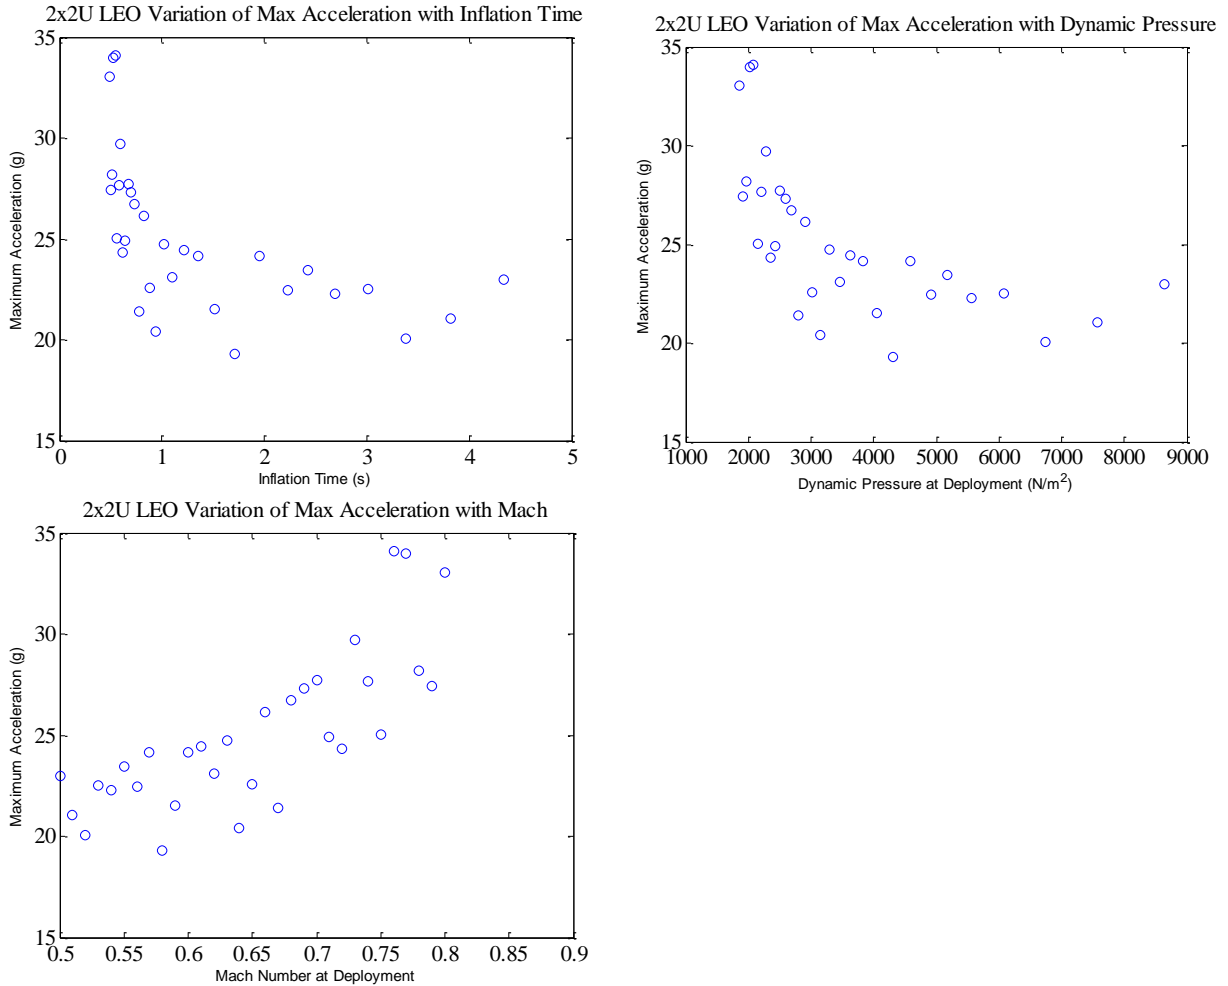 2x2U LEO Variation of Max Acceleration with Inflation Time
35
30
25
20
15
Maximum Acceleration (g)
0 1 2 3 4 5
Inflation Time (s)
2x2U LEO Variation of Max Acceleration with Dynamic Pressure
35
30
25
20
15
Maximum Acceleration (g)
1000 2000 3000 4000 5000 6000 7000 8000 9000
Dynamic Pressure at Deployment (N/m²)
2x2U LEO Variation of Max Acceleration with Mach
35
30
25
20
15
Maximum Acceleration (g)
0.5 0.55 0.6 0.65 0.7 0.75 0.8 0.85 0.9
Mach Number at Deployment